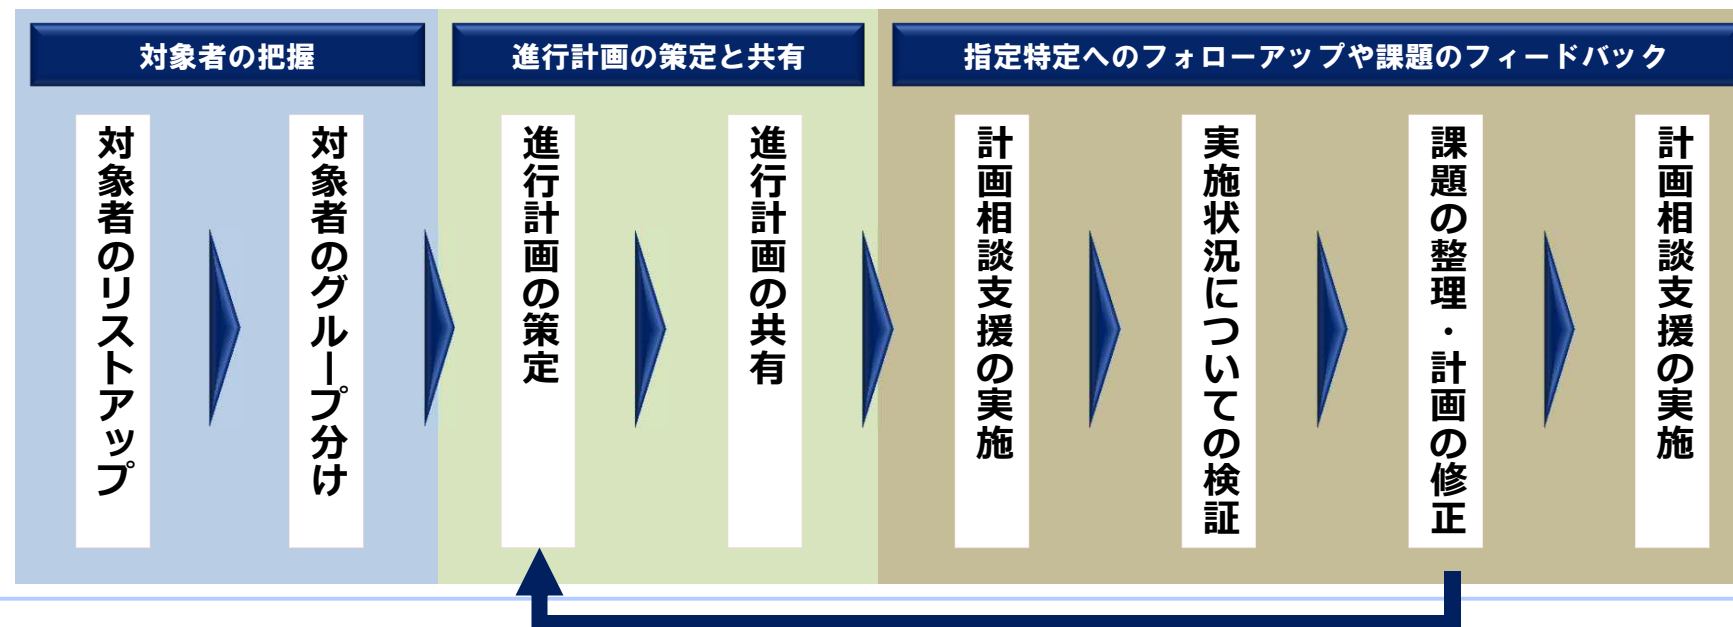 対象者の把握
対象者のリストアップ
対象者のグループ分け
進行計画の策定と共有
進行計画の策定
進行計画の共有
指定特定へのフォローアップや課題のフィードバック
計画相談支援の実施
実施状況についての検証
課題の整理・計画の修正
計画相談支援の実施